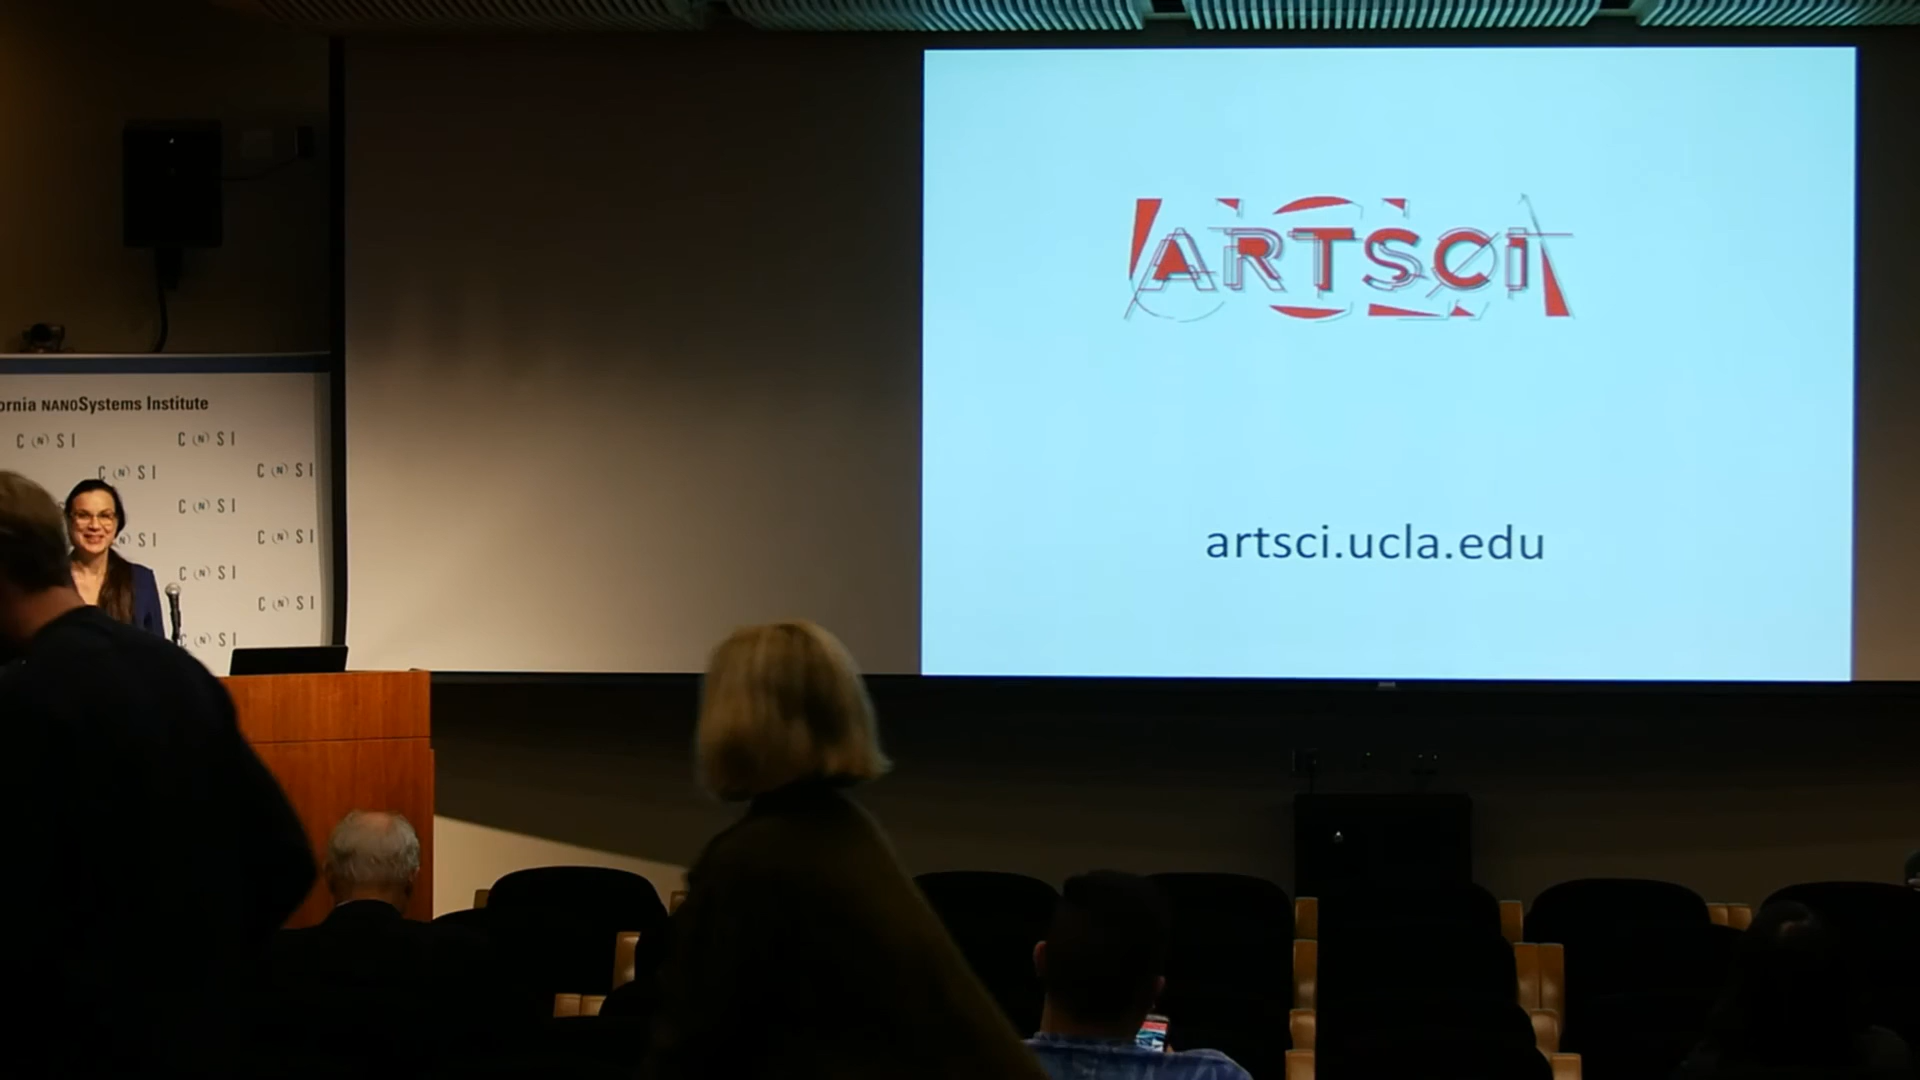 ornia NANOSystems Institute
C N S I C N S I
C N S I C N S I
C N S I
N S I C N S I
C N S I
C N S I
C N S I
ARTSCI
artsci.ucla.edu